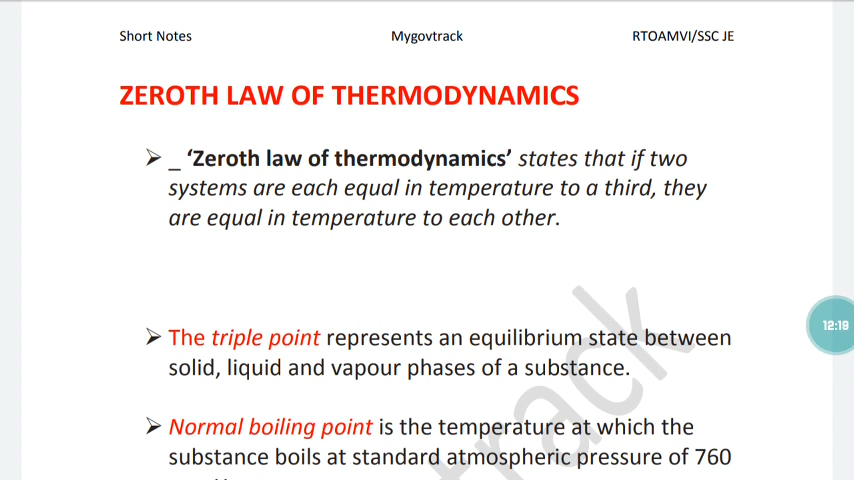 Short Notes Mygovtrack RTOAMVI/SSC JE
ZEROTH LAW OF THERMODYNAMICS
➢ _ ‘Zeroth law of thermodynamics’ states that if two
systems are each equal in temperature to a third, they
are equal in temperature to each other.
➢ The triple point represents an equilibrium state between
solid, liquid and vapour phases of a substance.
➢ Normal boiling point is the temperature at which the
substance boils at standard atmospheric pressure of 760
track
12:19